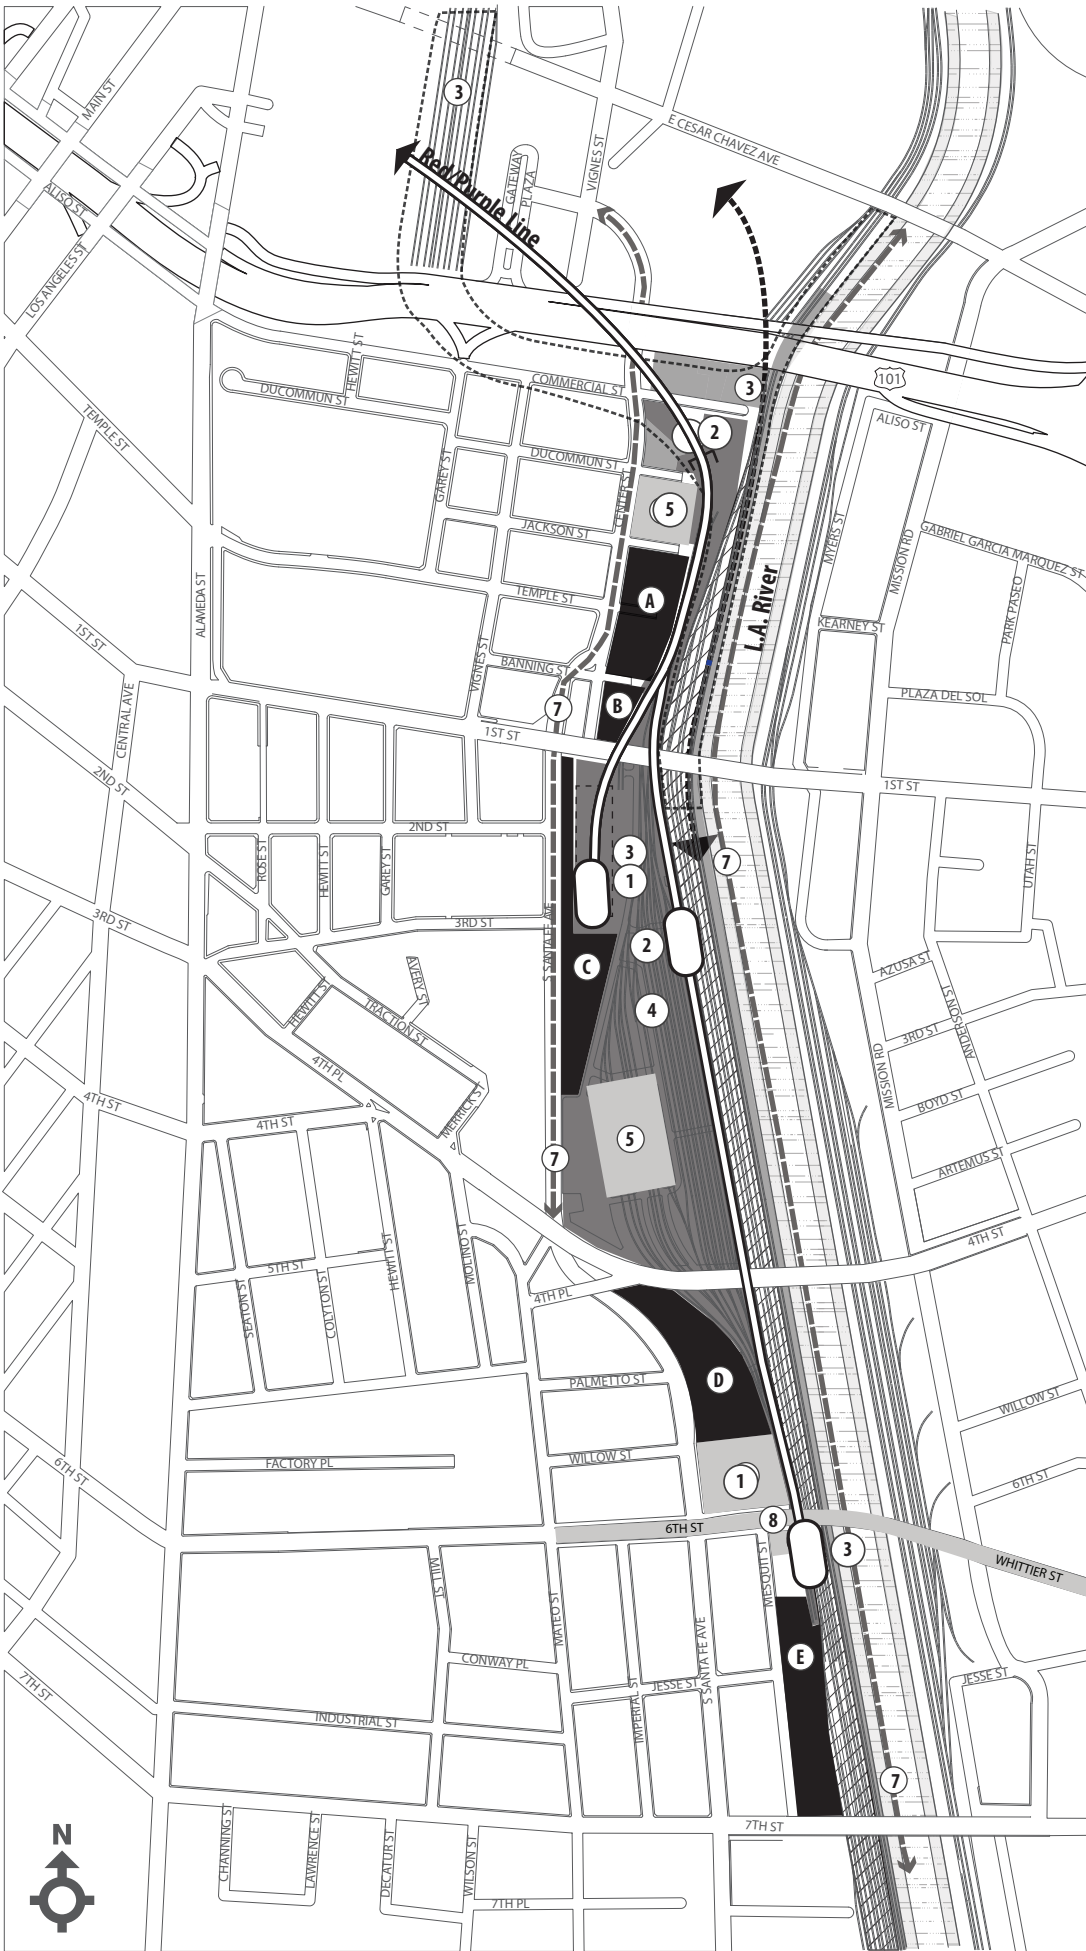 3
MAIN ST
E CESAR CHAVEZ AVE
VIGNES ST
GATEWAY
PLAZA
Red/Purple Line
ALISO ST
LOS ANGELES ST
101
HEWITT ST
COMMERCIAL ST
3
DUCOMMUN ST
TEMPLE ST
ALISO ST
2
DUCOMMUN ST
GAREY ST
CENTER ST
5
JACKSON ST
MYERS ST
MISSION RD
GABRIEL GARCIA MARQUEZ ST
ALAMEDA ST
TEMPLE ST
A
L.A. River
PARK PASEO
KEARNEY ST
1ST ST
VIGNES ST
BANNING ST
PLAZA DEL SOL
CENTRAL AVE
7
B
1ST ST
2ND ST
1ST ST
2ND ST
ROSE ST
HEWITT ST
GAREY ST
3
1
7
UTAH ST
3RD ST
3RD ST
S SANTA FE AVE
2
C
AVERY ST
AZUSA ST
HEWITT ST
TRACTION ST
4
ANDERSON ST
3RD ST
4TH PL
MISSION RD
4TH ST
BOYD ST
MERRICK ST
4TH ST
5
7
ARTEMUS ST
4TH ST
5TH ST
HEWITT ST
MOLINO ST
4TH PL
SEATON ST
COLYTON ST
PALMETTO ST
D
WILLOW ST
6TH ST
FACTORY PL
WILLOW ST
1
6TH ST
6TH ST
8
3
WHITTIER ST
MILL ST
MATEO ST
MESQUIT ST
E
CONWAY PL
S SANTA FE AVE
JESSE ST
JESSE ST
7TH ST
IMPERIAL ST
INDUSTRIAL ST
7
7TH ST
N
CHANNING ST
LAWRENCE ST
DECATUR ST
WILSON ST
7TH PL